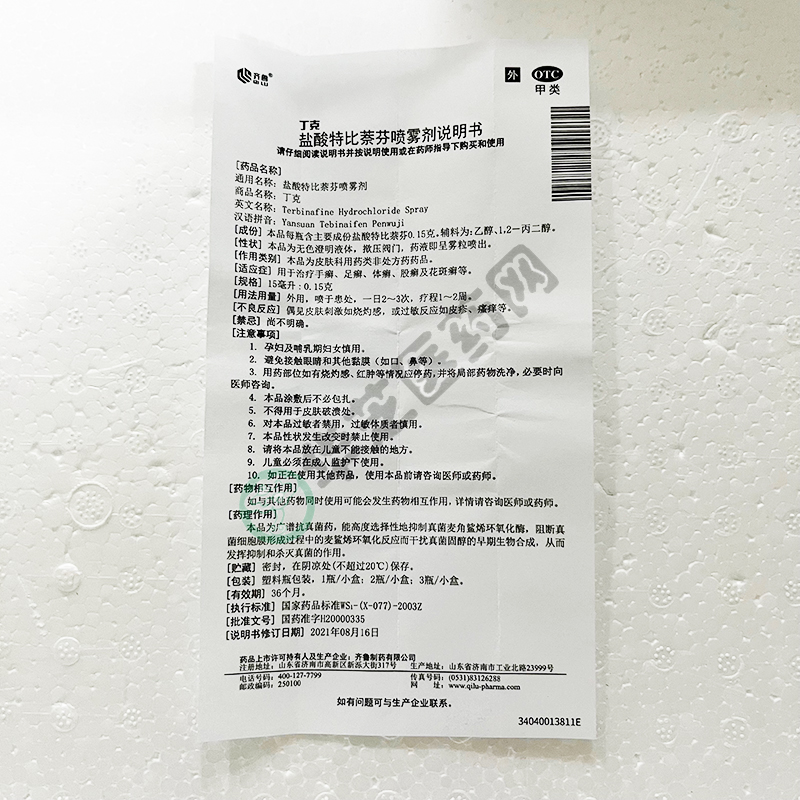 齐鲁®
QILU
外 OTC
甲类
丁克
盐酸特比萘芬喷雾剂说明书
请仔细阅读说明书并按说明使用或在药师指导下购买和使用
[药品名称]
通用名称：盐酸特比萘芬喷雾剂
商品名称：丁克
英文名称：Terbinafine Hydrochloride Spray
汉语拼音：Yansuan Tebinaifen Penwuji
[成份] 本品每瓶含主要成份盐酸特比萘芬0.15克。辅料为：乙醇、1,2-丙二醇。
[性状] 本品为无色澄明液体，揿压阀门，药液即呈雾粒喷出。
[作用类别] 本品为皮肤科用药类非处方药药品。
[适应症] 用于治疗手癣、足癣、体癣、股癣及花斑癣等。
[规格] 15毫升：0.15克
[用法用量] 外用，喷于患处，一日2～3次，疗程1～2周。
[不良反应] 偶见皮肤刺激如烧灼感，或过敏反应如皮疹、瘙痒等。
[禁忌] 尚不明确。
[注意事项]
1. 孕妇及哺乳期妇女慎用。
2. 避免接触眼睛和其他黏膜（如口、鼻等）。
3. 用药部位如有烧灼感、红肿等情况应停药，并将局部药物洗净，必要时向
医师咨询。
4. 本品涂敷后不必包扎。
5. 不得用于皮肤破溃处。
6. 对本品过敏者禁用，过敏体质者慎用。
7. 本品性状发生改变时禁止使用。
8. 请将本品放在儿童不能接触的地方。
9. 儿童必须在成人监护下使用。
10. 如正在使用其他药品，使用本品前请咨询医师或药师。
[药物相互作用]
如与其他药物同时使用可能会发生药物相互作用，详情请咨询医师或药师。
[药理作用]
本品为广谱抗真菌药，能高度选择性地抑制真菌麦角鲨烯环氧化酶，阻断真
菌细胞膜形成过程中的麦鲨烯环氧化反应而干扰真菌固醇的早期生物合成，从而
发挥抑制和杀灭真菌的作用。
[贮藏] 密封，在阴凉处（不超过20℃）保存。
[包装] 塑料瓶包装，1瓶/小盒；2瓶/小盒；3瓶/小盒。
[有效期] 36个月。
[执行标准] 国家药品标准WS₁-(X-077)-2003Z
[批准文号] 国药准字H20000335
[说明书修订日期] 2021年08月16日
药品上市许可持有人及生产企业：齐鲁制药有限公司
注册地址：山东省济南市高新区新泺大街317号 生产地址：山东省济南市工业北路23999号
电话号码：400-127-7799 传真号码：(0531)83126288
邮政编码：250100 网 址：www.qilu-pharma.com
如有问题可与生产企业联系。
34040013811E